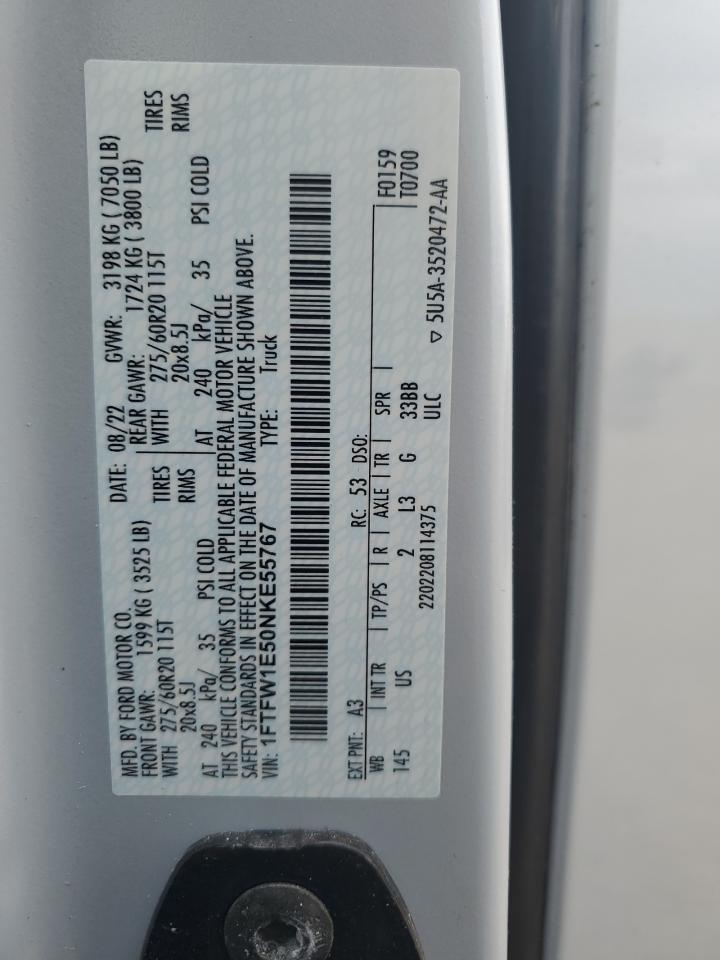 MFD. BY FORD MOTOR CO.
DATE: 08/22 GVWR: 3198 KG ( 7050 LB)
FRONT GAWR: 1599 KG ( 3525 LB) REAR GAWR: 1724 KG ( 3800 LB)
WITH 275/60R20 115T TIRES WITH 275/60R20 115T TIRES
20x8.5J RIMS 20x8.5J RIMS
AT 240 kPa/ 35 PSI COLD AT 240 kPa/ 35 PSI COLD
THIS VEHICLE CONFORMS TO ALL APPLICABLE FEDERAL MOTOR VEHICLE
SAFETY STANDARDS IN EFFECT ON THE DATE OF MANUFACTURE SHOWN ABOVE.
VIN: 1FTFW1E50NKE55767 TYPE: Truck
EXT PNT: A3 RC: 53 DSO: F0159
WB INT TR TP/PS R AXLE TR SPR T0700
145 US 2 L3 G 33BB
ULC
2202208114375 ▽ 5U5A-3520472-AA